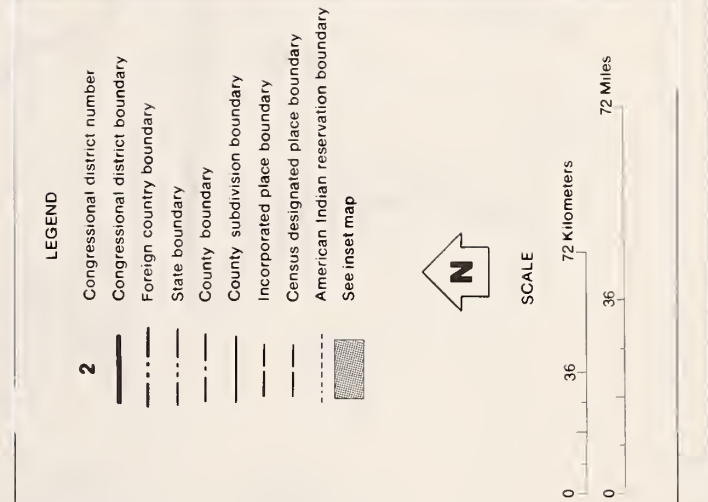 LEGEND
2 Congressional district number
Congressional district boundary
Foreign country boundary
State boundary
County boundary
County subdivision boundary
Incorporated place boundary
Census designated place boundary
American Indian reservation boundary
See inset map
N
SCALE
0 36 72 Kilometers
0 36 72 Miles